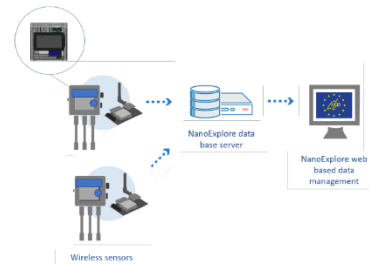 NanoExplore data
base server
NanoExplore web
based data
management
Wireless sensors